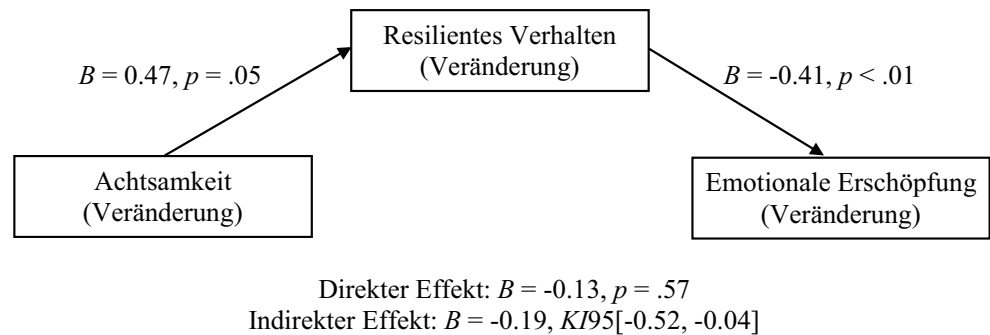 Resilientes Verhalten
(Veränderung)
B = 0.47, p = .05
B = -0.41, p < .01
Achtsamkeit
(Veränderung)
Emotionale Erschöpfung
(Veränderung)
Direkter Effekt: B = -0.13, p = .57
Indirekter Effekt: B = -0.19, KI95[-0.52, -0.04]